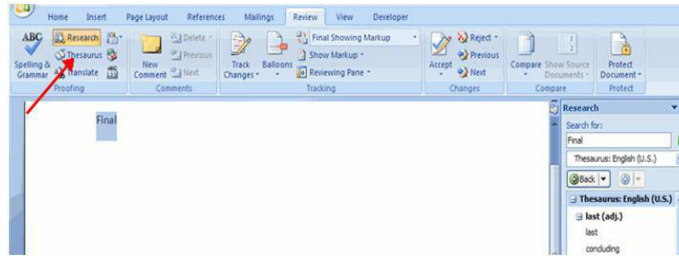 Home Insert Page Layout References Mailings Review View Developer
ABC Research Delete Final Showing Markup Reject
Thesaurus Previous Show Markup Previous
Spelling & Grammar Translate New Comment Next Track Changes Balloons Reviewing Pane Accept Next Compare Show Source Documents Protect Document
Proofing Comments Tracking Changes Compare Protect
Final
Research
Search for:
Final
Thesaurus: English (U.S.)
Back
Thesaurus: English (U.S.)
last (adj.)
last
concluding